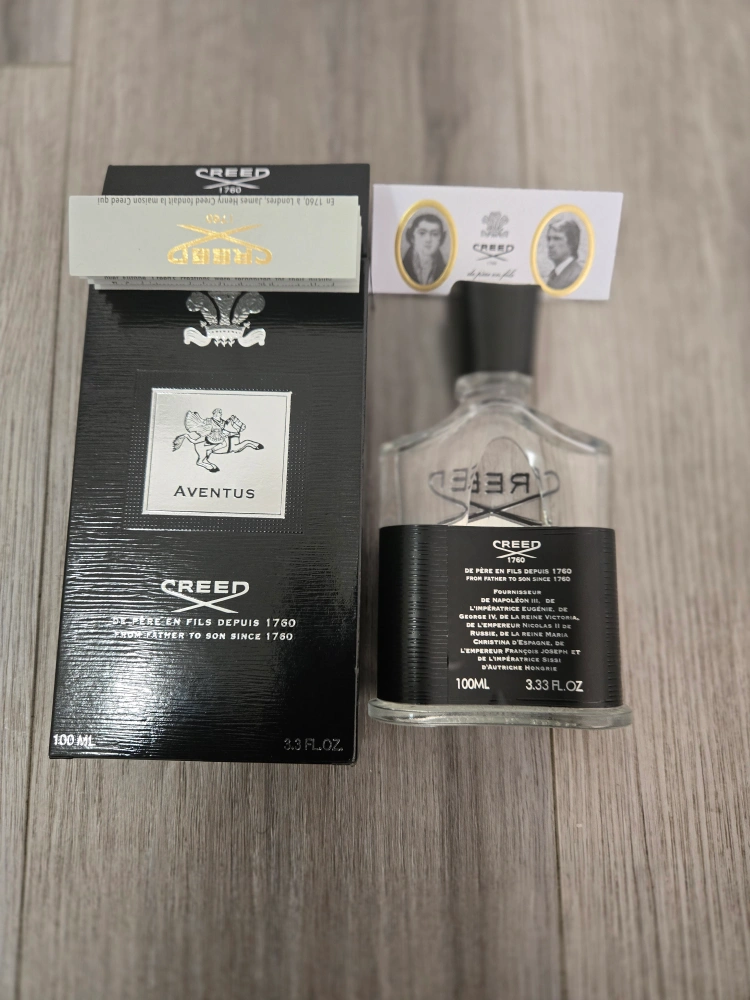 CREED
1760
En 1760, à Londres, James Henry Creed fondait la maison Creed qui
CREED
AVENTUS
CREED
DE PÈRE EN FILS DEPUIS 1760
FROM FATHER TO SON SINCE 1760
100 ML 3.3 FL.OZ.
CREED
de père en fils
CREED
CREED
1760
DE PÈRE EN FILS DEPUIS 1760
FROM FATHER TO SON SINCE 1760
FOURNISSEUR
DE NAPOLÉON III, DE
L'IMPÉRATRICE EUGÉNIE, DE
GEORGE IV, DE LA REINE VICTORIA,
DE L'EMPEREUR NICOLAS II DE
RUSSIE, DE LA REINE MARIA
CHRISTINA D'ESPAGNE, DE
L'EMPEREUR FRANÇOIS JOSEPH ET
DE L'IMPÉRATRICE SISSI
D'AUTRICHE HONGRIE
100ML 3.33 FL.OZ